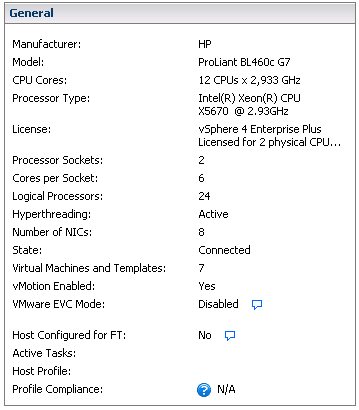 General
Manufacturer: HP
Model: ProLiant BL460c G7
CPU Cores: 12 CPUs x 2,933 GHz
Processor Type: Intel(R) Xeon(R) CPU
X5670 @ 2.93GHz
License: vSphere 4 Enterprise Plus
Licensed for 2 physical CPU...
Processor Sockets: 2
Cores per Socket: 6
Logical Processors: 24
Hyperthreading: Active
Number of NICs: 8
State: Connected
Virtual Machines and Templates: 7
vMotion Enabled: Yes
VMware EVC Mode: Disabled
Host Configured for FT: No
Active Tasks:
Host Profile:
Profile Compliance: ? N/A